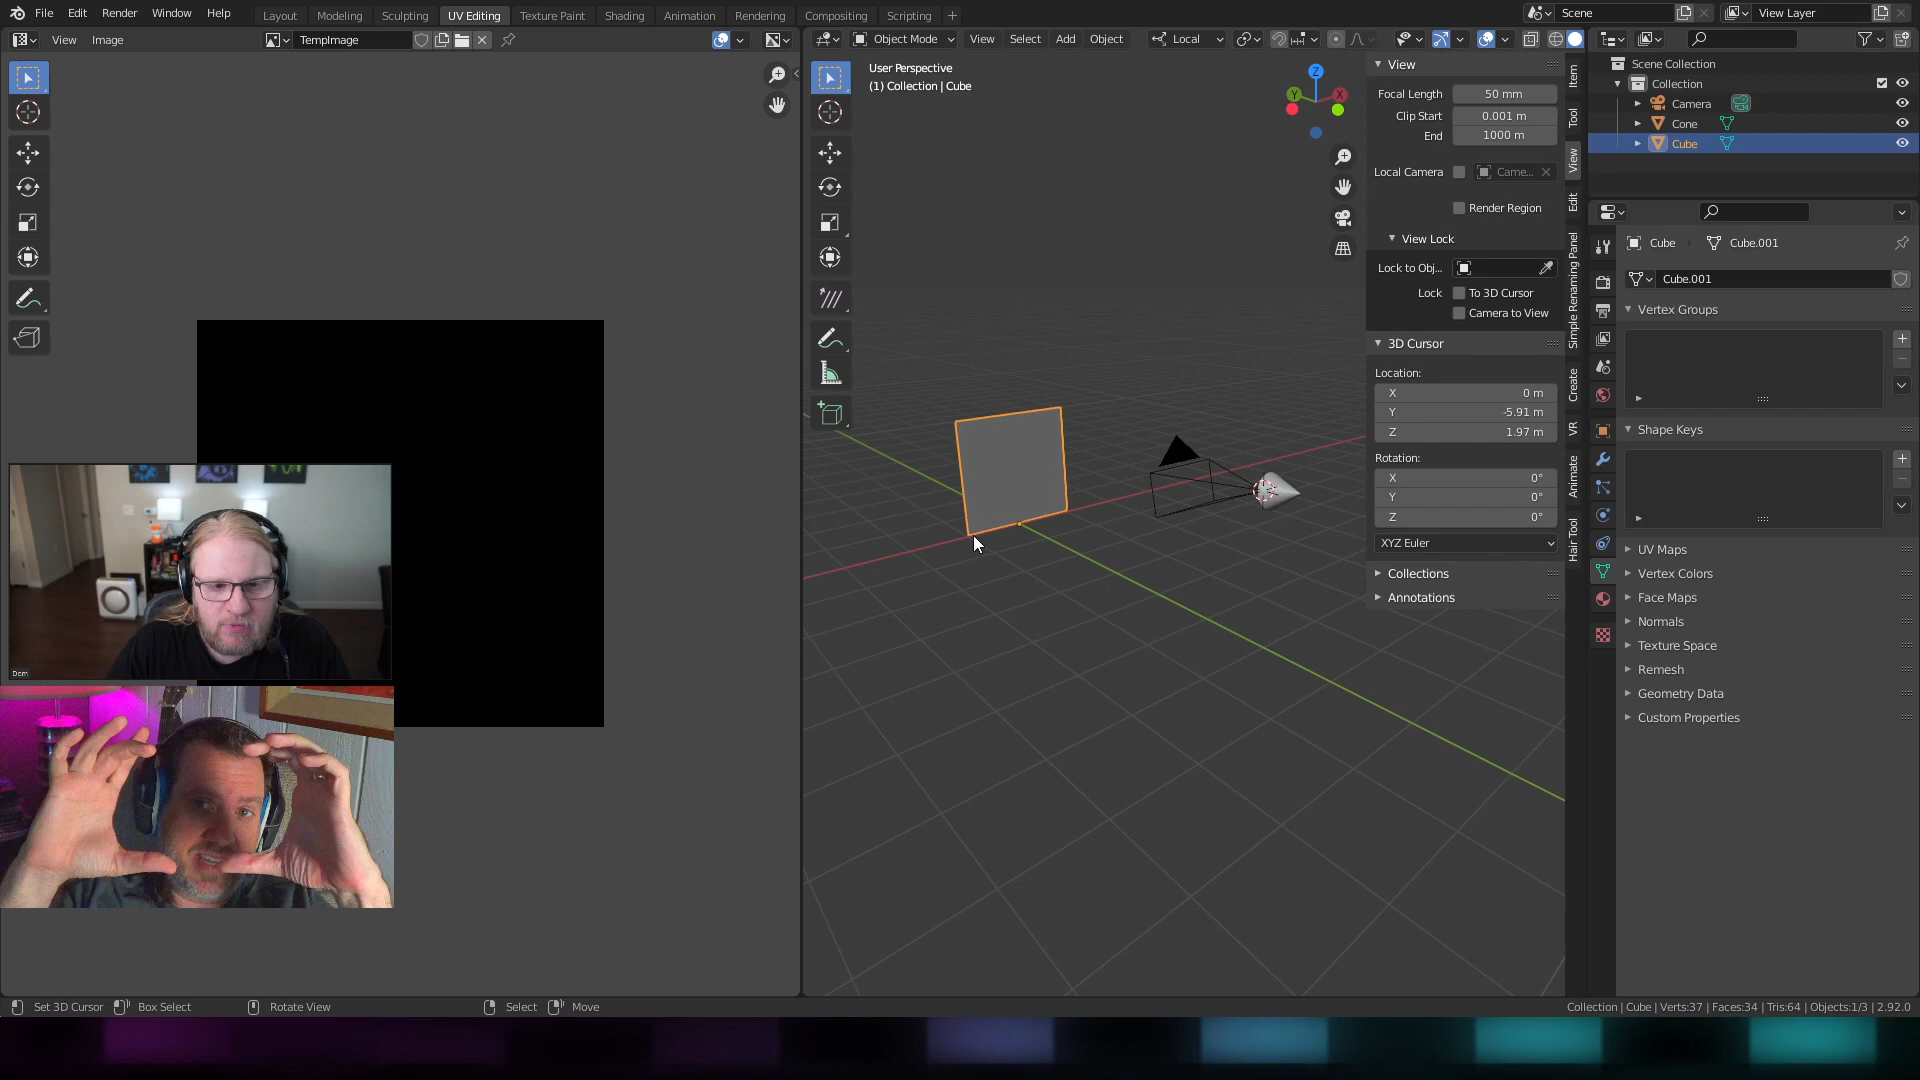 File Edit Render Window Help
Layout Modeling Sculpting UV Editing Texture Paint Shading Animation Rendering Compositing Scripting +
Scene
View Layer
View Image
TempImage
Object Mode
View Select Add Object
Local
User Perspective
(1) Collection | Cube
Z
Y
X
View
Focal Length 50 mm
Clip Start 0.001 m
End 1000 m
Local Camera Came...
Render Region
View Lock
Lock to Obj...
Lock To 3D Cursor
Camera to View
3D Cursor
Location:
X 0 m
Y -5.91 m
Z 1.97 m
Rotation:
X 0°
Y 0°
Z 0°
XYZ Euler
Collections
Annotations
Item
Tool
View
Edit
Simple Renaming Panel
Create
VR
Animate
Hair Tool
Scene Collection
Collection
Camera
Cone
Cube
Cube Cube.001
Cube.001
Vertex Groups
Shape Keys
UV Maps
Vertex Colors
Face Maps
Normals
Texture Space
Remesh
Geometry Data
Custom Properties
Dom
Set 3D Cursor Box Select Rotate View Select Move
Collection | Cube | Verts:37 | Faces:34 | Tris:64 | Objects:1/3 | 2.92.0